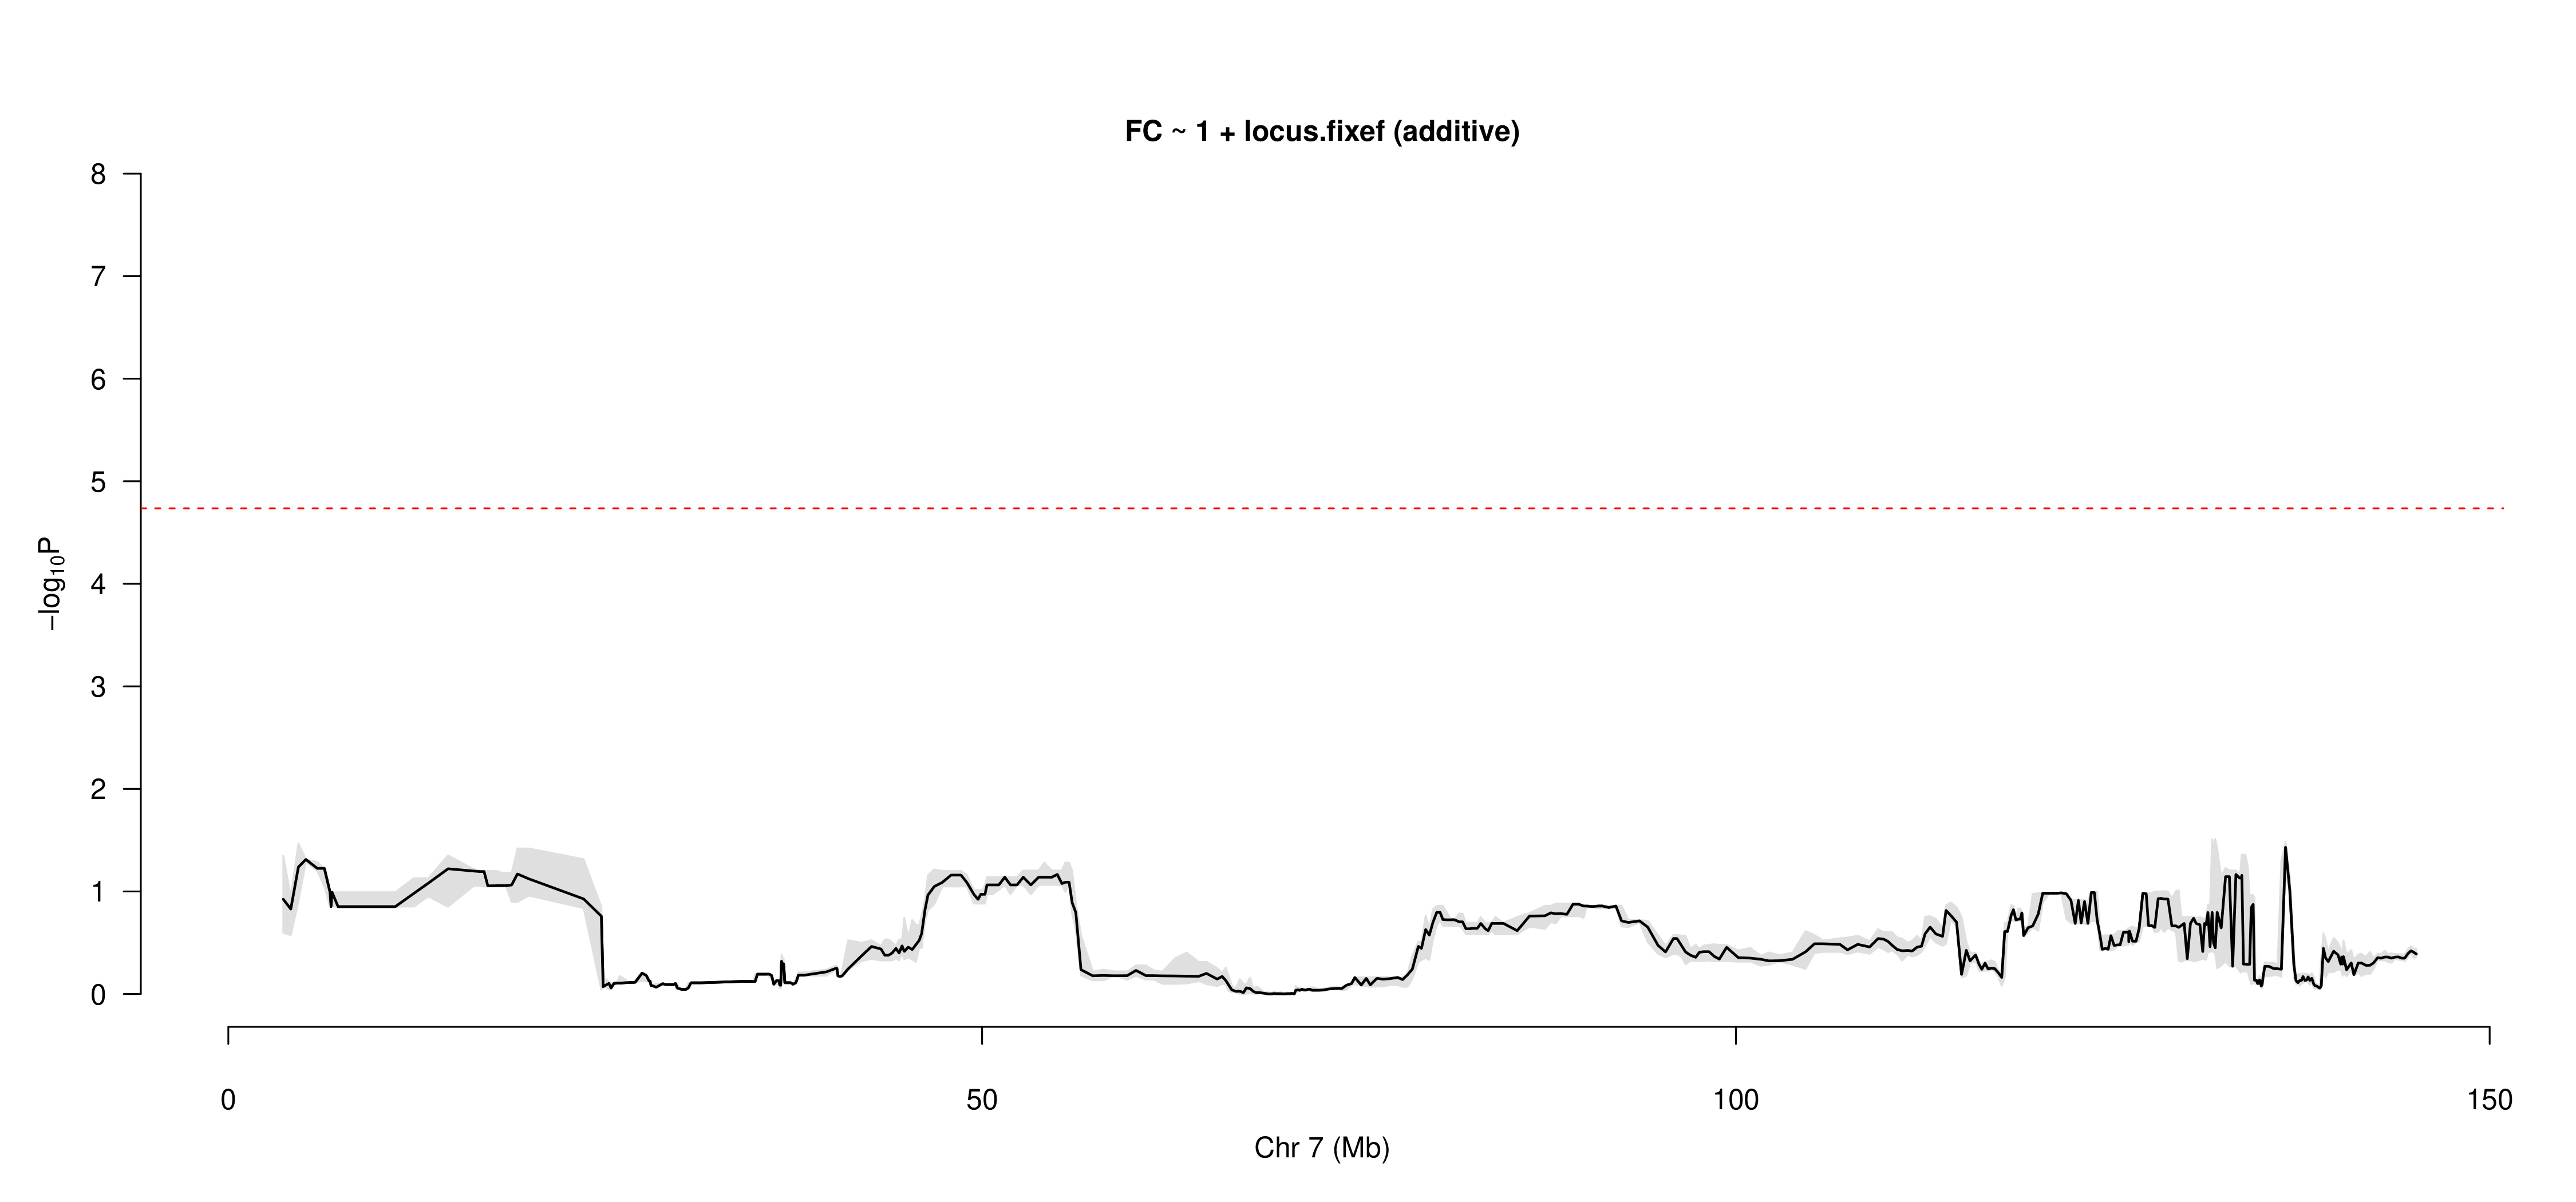 FC ~ 1 + locus.fixef (additive)
8
7
6
5
4
3
2
1
0
−log10P
0 50 100 150
Chr 7 (Mb)